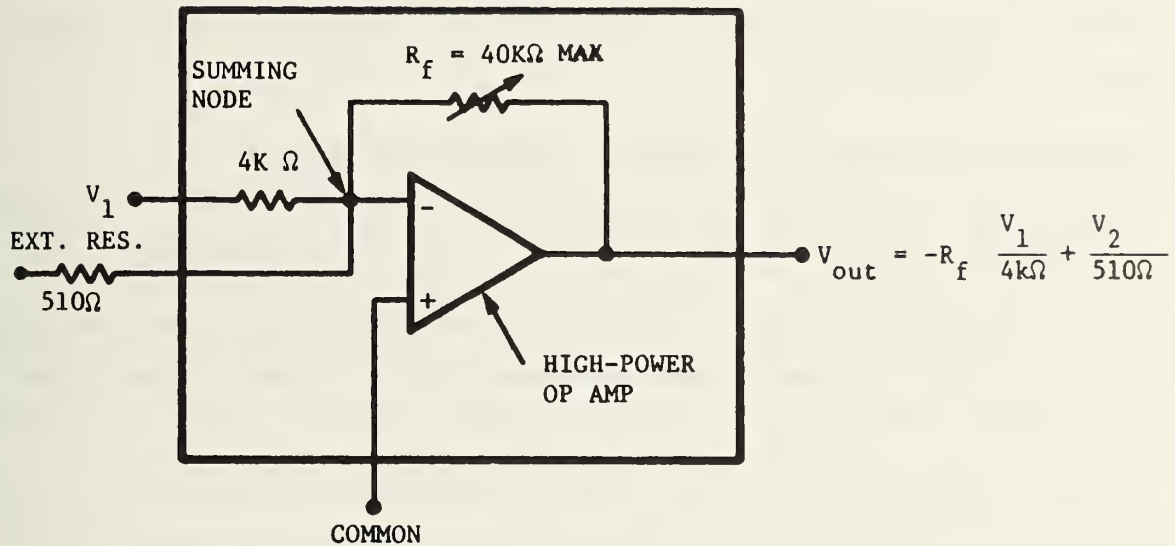 R_f = 40KΩ MAX
SUMMING
NODE
4K Ω
V_1
EXT. RES.
510Ω
-
+
V_out = -R_f V_1/4kΩ + V_2/510Ω
HIGH-POWER
OP AMP
COMMON